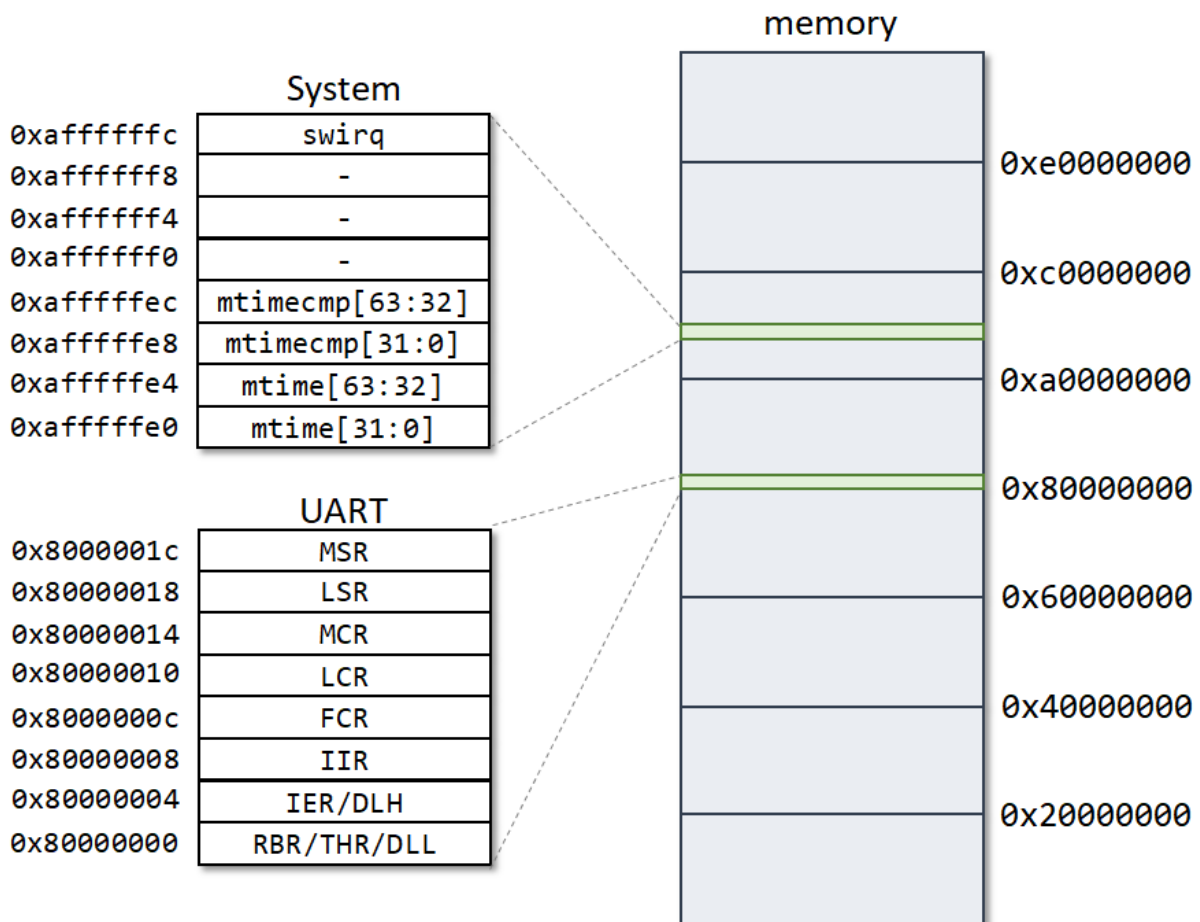 memory
System
0xaffffffc swirq
0xaffffff8 -
0xaffffff4 -
0xaffffff0 -
0xafffffec mtimecmp[63:32]
0xafffffe8 mtimecmp[31:0]
0xafffffe4 mtime[63:32]
0xafffffe0 mtime[31:0]
UART
0x8000001c MSR
0x80000018 LSR
0x80000014 MCR
0x80000010 LCR
0x8000000c FCR
0x80000008 IIR
0x80000004 IER/DLH
0x80000000 RBR/THR/DLL
0xe0000000
0xc0000000
0xa0000000
0x80000000
0x60000000
0x40000000
0x20000000